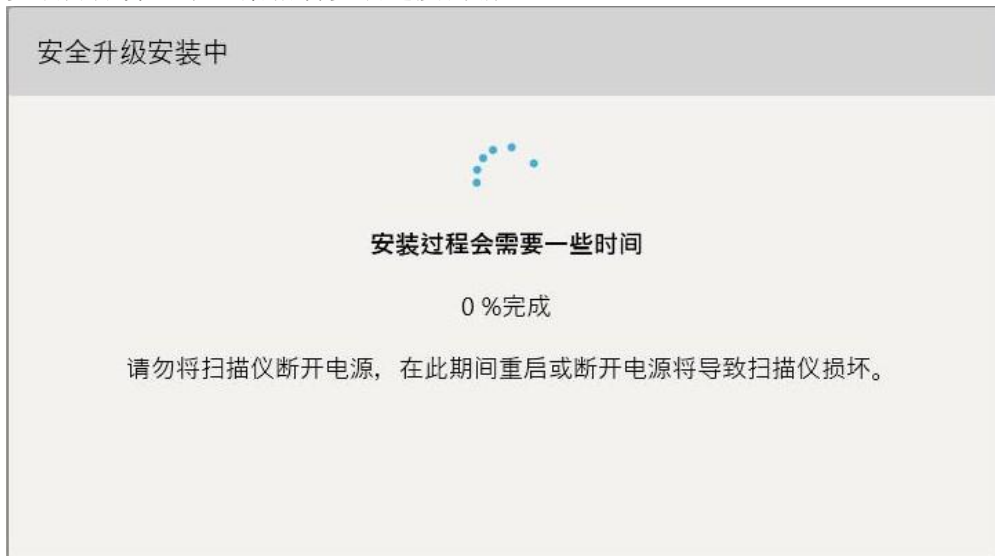 安全升级安装中
安装过程会需要一些时间
0 %完成
请勿将扫描仪断开电源，在此期间重启或断开电源将导致扫描仪损坏。